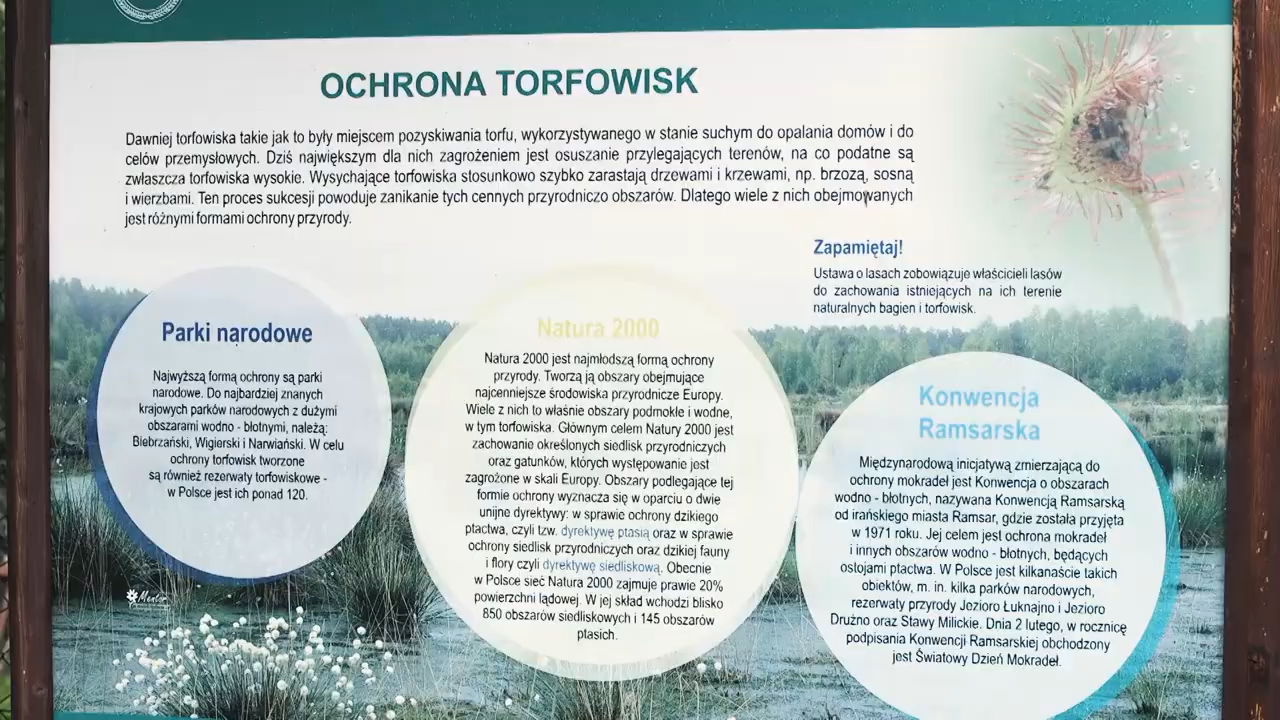 OCHRONA TORFOWISK
Dawniej torfowiska takie jak to były miejscem pozyskiwania torfu, wykorzystywanego w stanie suchym do opalania domów i do
celów przemysłowych. Dziś największym dla nich zagrożeniem jest osuszanie przylegających terenów, na co podatne są
zwłaszcza torfowiska wysokie. Wysychające torfowiska stosunkowo szybko zarastają drzewami i krzewami, np. brzozą, sosną
i wierzbami. Ten proces sukcesji powoduje zanikanie tych cennych przyrodniczo obszarów. Dlatego wiele z nich obejmowanych
jest różnymi formami ochrony przyrody.
Zapamiętaj!
Ustawa o lasach zobowiązuje właścicieli lasów
do zachowania istniejących na ich terenie
naturalnych bagien i torfowisk.
Parki narodowe
Najwyższą formą ochrony są parki
narodowe. Do najbardziej znanych
krajowych parków narodowych z dużymi
obszarami wodno - błotnymi, należą:
Biebrzański, Wigierski i Narwiański. W celu
ochrony torfowisk tworzone
są również rezerwaty torfowiskowe -
w Polsce jest ich ponad 120.
Natura 2000
Natura 2000 jest najmłodszą formą ochrony
przyrody. Tworzą ją obszary obejmujące
najcenniejsze środowiska przyrodnicze Europy.
Wiele z nich to właśnie obszary podmokłe i wodne,
w tym torfowiska. Głównym celem Natury 2000 jest
zachowanie określonych siedlisk przyrodniczych
oraz gatunków, których występowanie jest
zagrożone w skali Europy. Obszary podlegające tej
formie ochrony wyznacza się w oparciu o dwie
unijne dyrektywy: w sprawie ochrony dzikiego
ptactwa, czyli tzw. dyrektywę ptasią oraz w sprawie
ochrony siedlisk przyrodniczych oraz dzikiej fauny
i flory czyli dyrektywę siedliskową. Obecnie
w Polsce sieć Natura 2000 zajmuje prawie 20%
powierzchni lądowej. W jej skład wchodzi blisko
850 obszarów siedliskowych i 145 obszarów
ptasich.
Konwencja
Ramsarska
Międzynarodową inicjatywą zmierzającą do
ochrony mokradeł jest Konwencja o obszarach
wodno - błotnych, nazywana Konwencją Ramsarską
od irańskiego miasta Ramsar, gdzie została przyjęta
w 1971 roku. Jej celem jest ochrona mokradeł
i innych obszarów wodno - błotnych, będących
ostojami ptactwa. W Polsce jest kilkanaście takich
obiektów, m. in. kilka parków narodowych,
rezerwaty przyrody Jezioro Łuknajno i Jezioro
Drużno oraz Stawy Milickie. Dnia 2 lutego, w rocznicę
podpisania Konwencji Ramsarskiej obchodzony
jest Światowy Dzień Mokradeł.